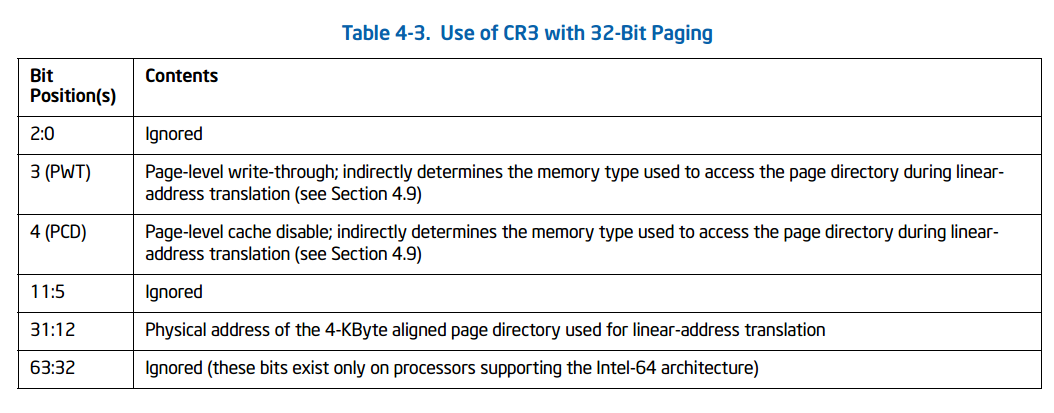 Table 4-3. Use of CR3 with 32-Bit Paging
Bit Position(s) Contents
2:0 Ignored
3 (PWT) Page-level write-through; indirectly determines the memory type used to access the page directory during linear-
address translation (see Section 4.9)
4 (PCD) Page-level cache disable; indirectly determines the memory type used to access the page directory during linear-
address translation (see Section 4.9)
11:5 Ignored
31:12 Physical address of the 4-KByte aligned page directory used for linear-address translation
63:32 Ignored (these bits exist only on processors supporting the Intel-64 architecture)